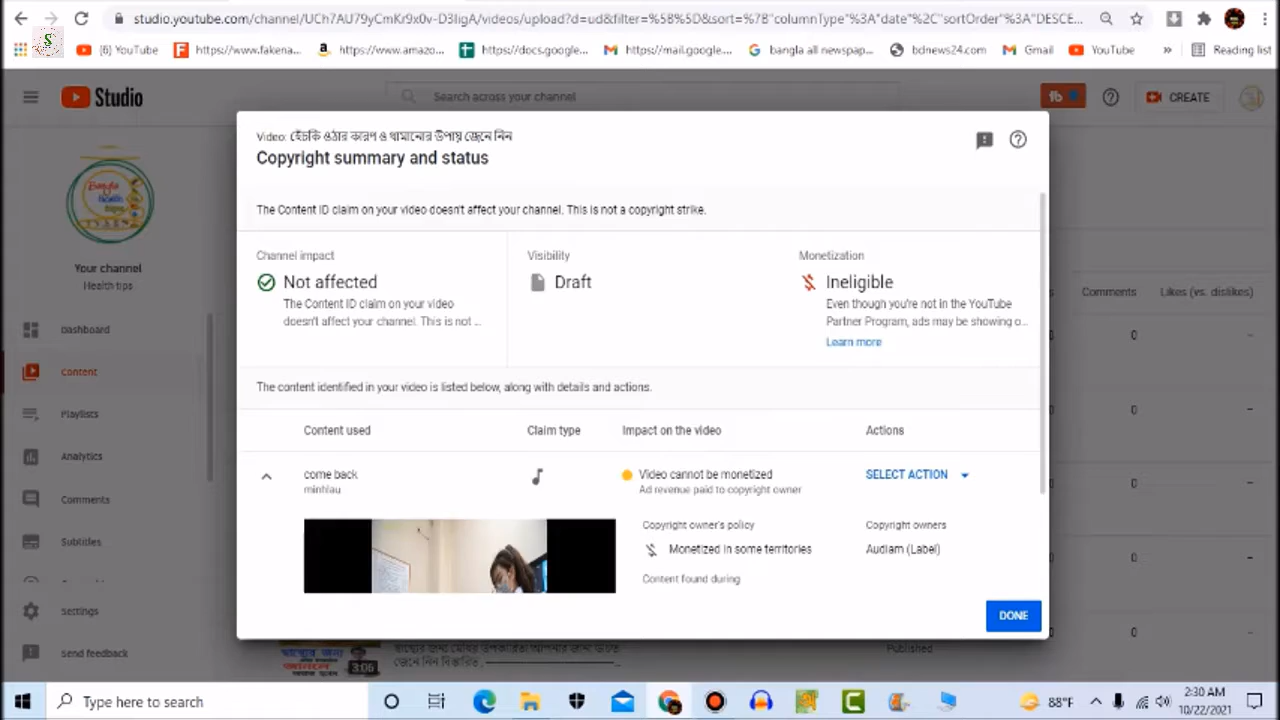 studio.youtube.com/channel/UCh7AU79yCmKr9x0v-D3IigA/videos/upload?d=ud&filter=%5B%5D&sort=%7B"columnType"%3A"date"%2C"sortOrder"%3A"DESCE...
S
(6) YouTube
https://www.fakena...
https://www.amazo...
https://docs.google...
https://mail.google...
bangla all newspap...
bdnews24.com
Gmail
YouTube
»
Reading list
Studio
Search across your channel
tb
CREATE
Video: হেঁচকি ওঠার কারণ ও থামানোর উপায় জেনে নিন
Copyright summary and status
The Content ID claim on your video doesn't affect your channel. This is not a copyright strike.
Channel impact
Not affected
The Content ID claim on your video
doesn't affect your channel. This is not ...
Visibility
Draft
Monetization
Ineligible
Even though you're not in the YouTube
Partner Program, ads may be showing o...
Learn more
The content identified in your video is listed below, along with details and actions.
Content used
Claim type
Impact on the video
Actions
come back
minhlau
Video cannot be monetized
Ad revenue paid to copyright owner
SELECT ACTION
Copyright owner's policy
Monetized in some territories
Content found during
Copyright owners
Audiam (Label)
DONE
Bangla
Your channel
Health tips
Dashboard
Content
Playlists
Analytics
Comments
Subtitles
Settings
Send feedback
Comments
Likes (vs. dislikes)
0
–
0
–
0
–
0
–
0
–
3:06
জেনে নিন বিস্তারিত.
Published
Type here to search
88°F
2:30 AM
10/22/2021